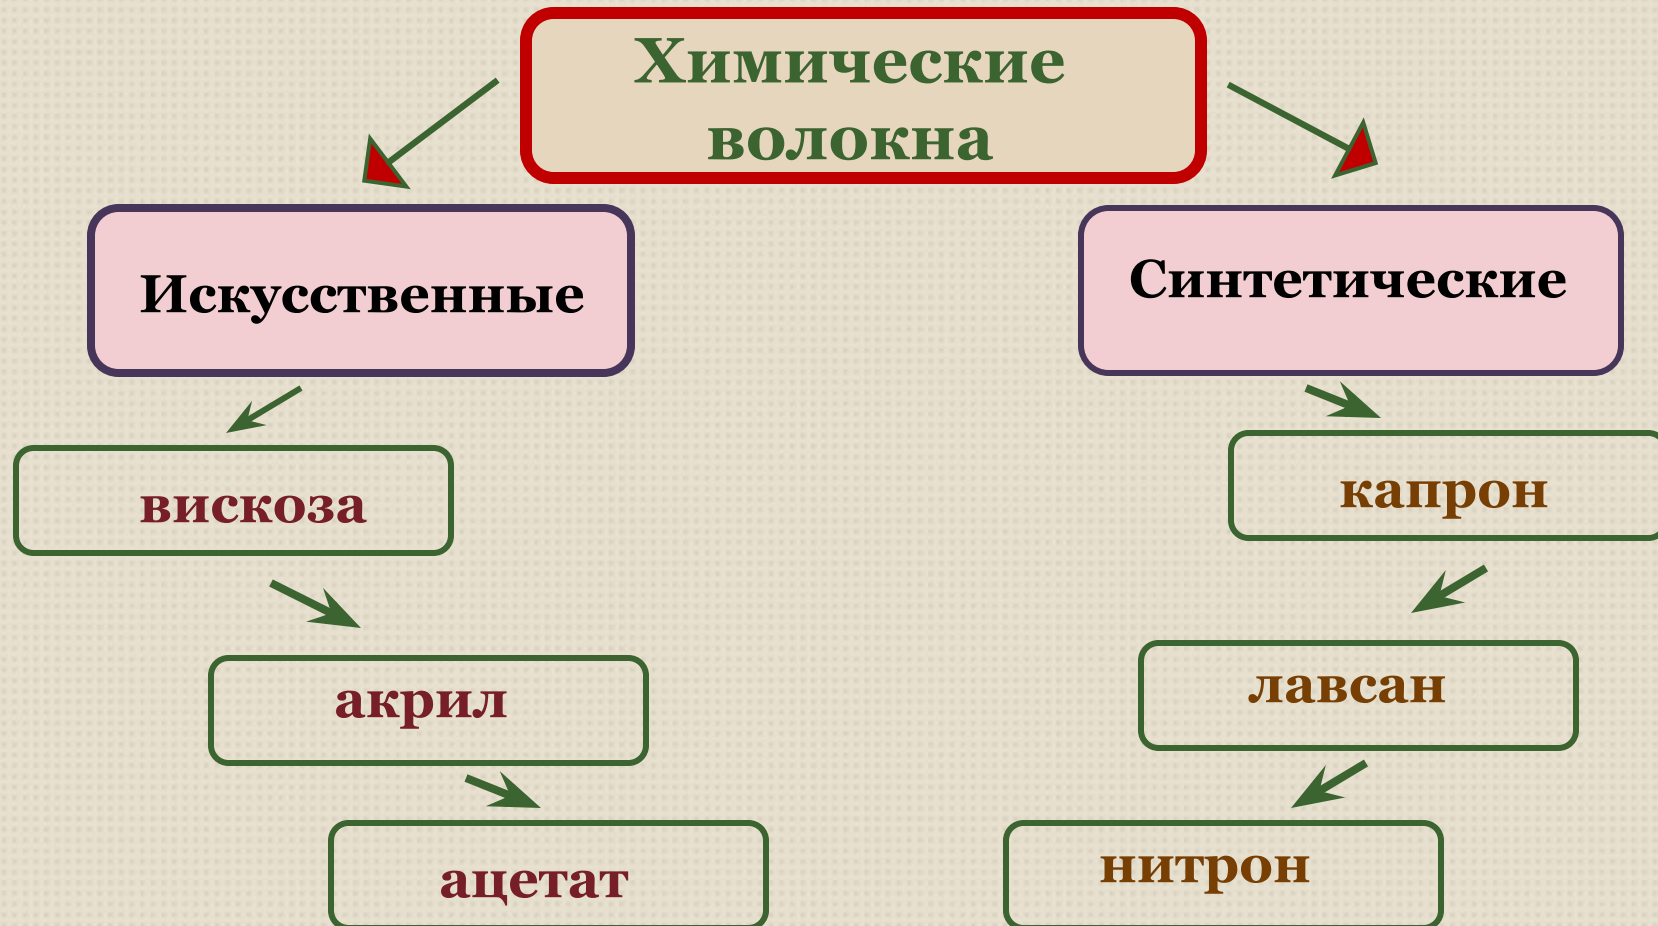 Химические
волокна
Искусственные
Синтетические
вискоза
капрон
акрил
лавсан
ацетат
нитрон